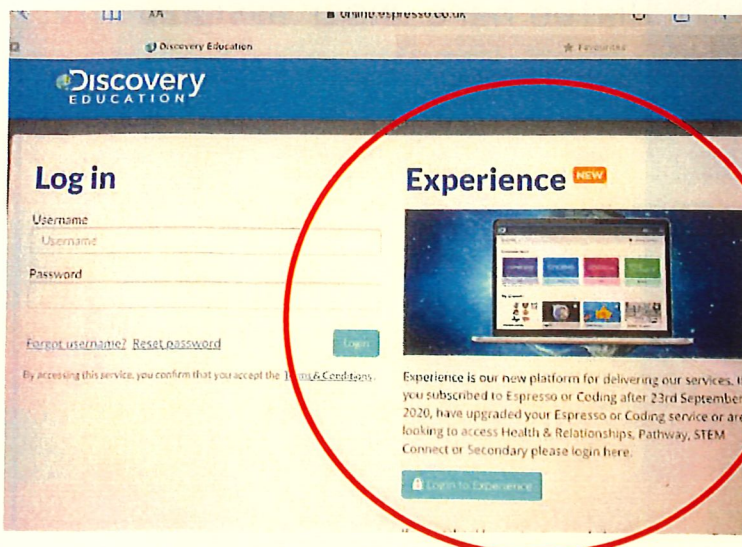 AA
online.espresso.co.uk
Discovery Education
Favourites
Discovery
EDUCATION
Log in
Username
Username
Password
Forgot username? Reset password
Login
By accessing this service, you confirm that you accept the Terms & Conditions.
Experience NEW
Experience is our new platform for delivering our services. If
you subscribed to Espresso or Coding after 23rd September
2020, have upgraded your Espresso or Coding service or are
looking to access Health & Relationships, Pathway, STEM
Connect or Secondary please login here.
Log in to Experience